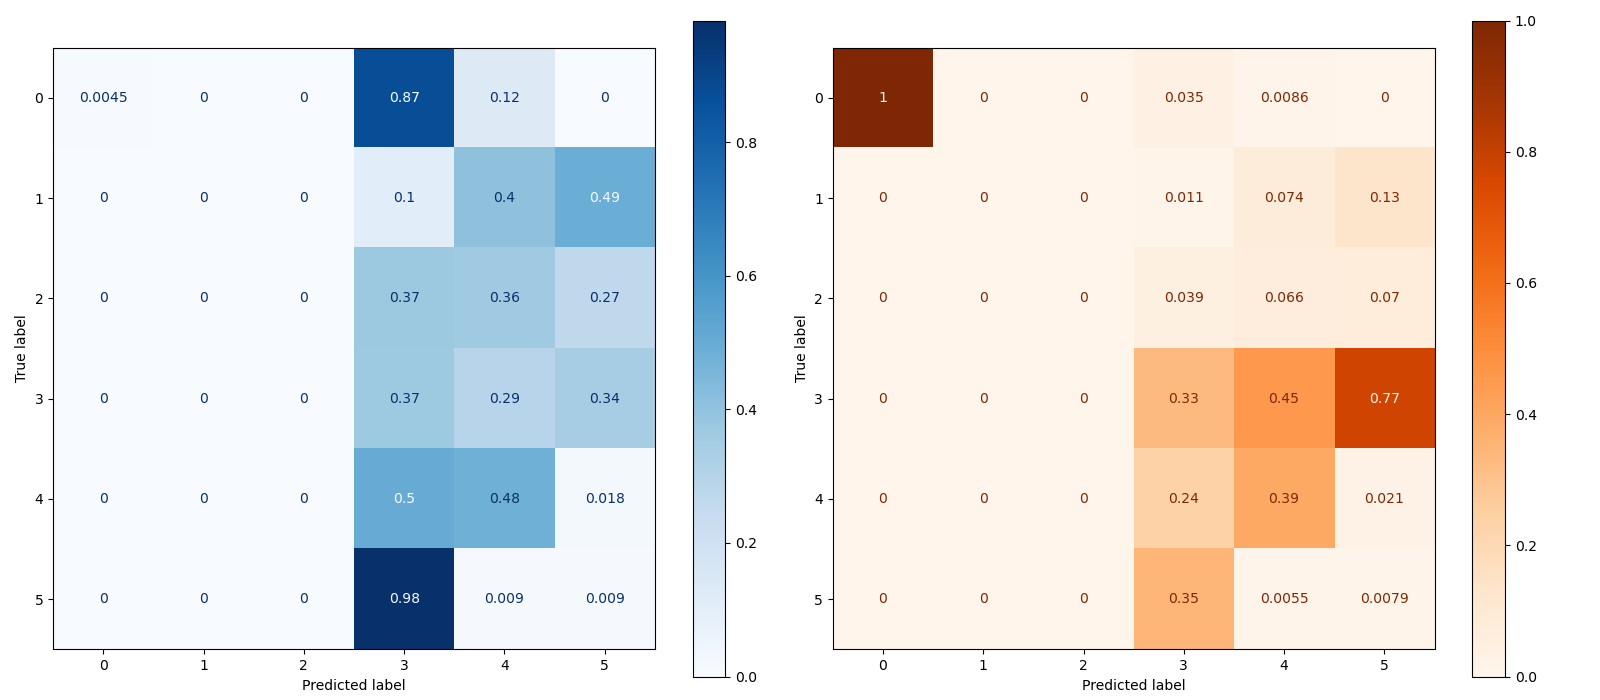 0 0.0045 0 0 0.87 0.12 0
1 0 0 0 0.1 0.4 0.49
2 0 0 0 0.37 0.36 0.27
3 0 0 0 0.37 0.29 0.34
4 0 0 0 0.5 0.48 0.018
5 0 0 0 0.98 0.009 0.009
0 1 2 3 4 5
True label
Predicted label
0.8
0.6
0.4
0.2
0.0
0 1 0 0 0.035 0.0086 0
1 0 0 0 0.011 0.074 0.13
2 0 0 0 0.039 0.066 0.07
3 0 0 0 0.33 0.45 0.77
4 0 0 0 0.24 0.39 0.021
5 0 0 0 0.35 0.0055 0.0079
0 1 2 3 4 5
True label
Predicted label
1.0
0.8
0.6
0.4
0.2
0.0